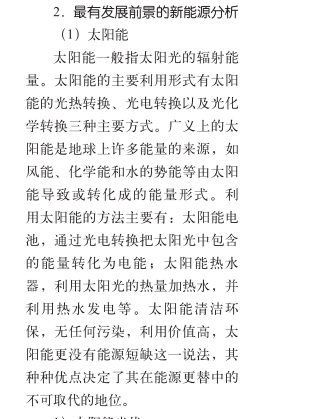 2．最有发展前景的新能源分析
（1）太阳能
太阳能一般指太阳光的辐射能
量。太阳能的主要利用形式有太阳
能的光热转换、光电转换以及光化
学转换三种主要方式。广义上的太
阳能是地球上许多能量的来源，如
风能、化学能和水的势能等由太阳
能导致或转化成的能量形式。利
用太阳能的方法主要有：太阳能电
池，通过光电转换把太阳光中包含
的能量转化为电能；太阳能热水
器，利用太阳光的热量加热水，并
利用热水发电等。太阳能清洁环
保，无任何污染，利用价值高，太
阳能更没有能源短缺这一说法，其
种种优点决定了其在能源更替中的
不可取代的地位。